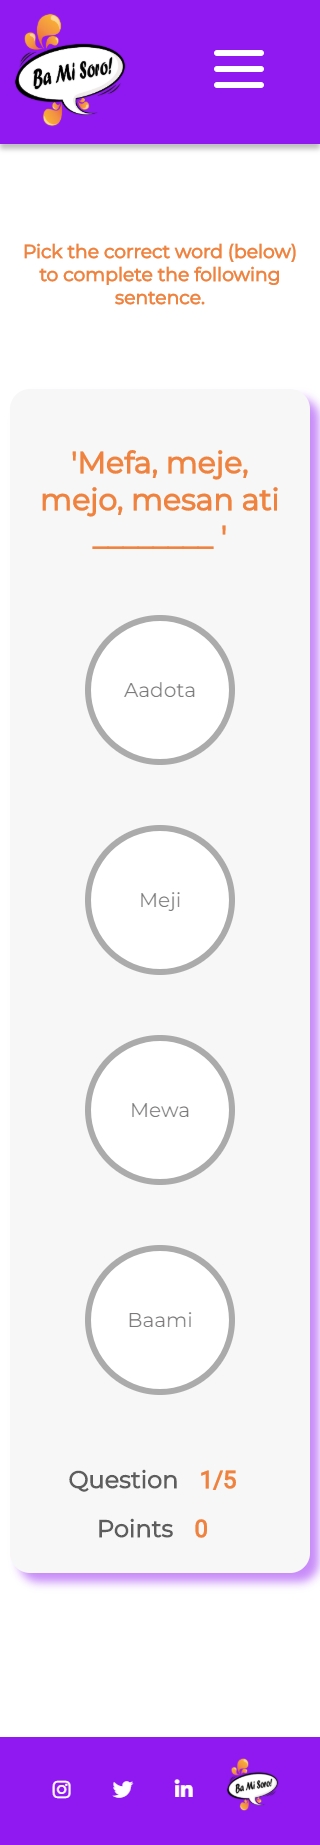 Ba Mi Soro!
Pick the correct word (below)
to complete the following
sentence.
'Mefa, meje,
mejo, mesan ati
________ '
Aadota
Meji
Mewa
Baami
Question 1/5
Points 0
Ba Mi Soro!